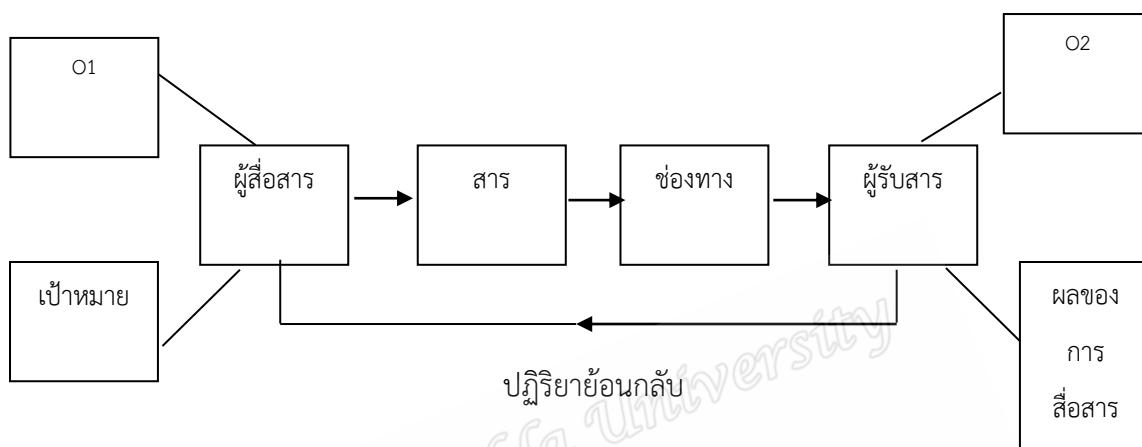 O1
O2
ผู้สื่อสาร
สาร
ช่องทาง
ผู้รับสาร
เป้าหมาย
ผลของ
การ
สื่อสาร
ปฏิริยาย้อนกลับ
University